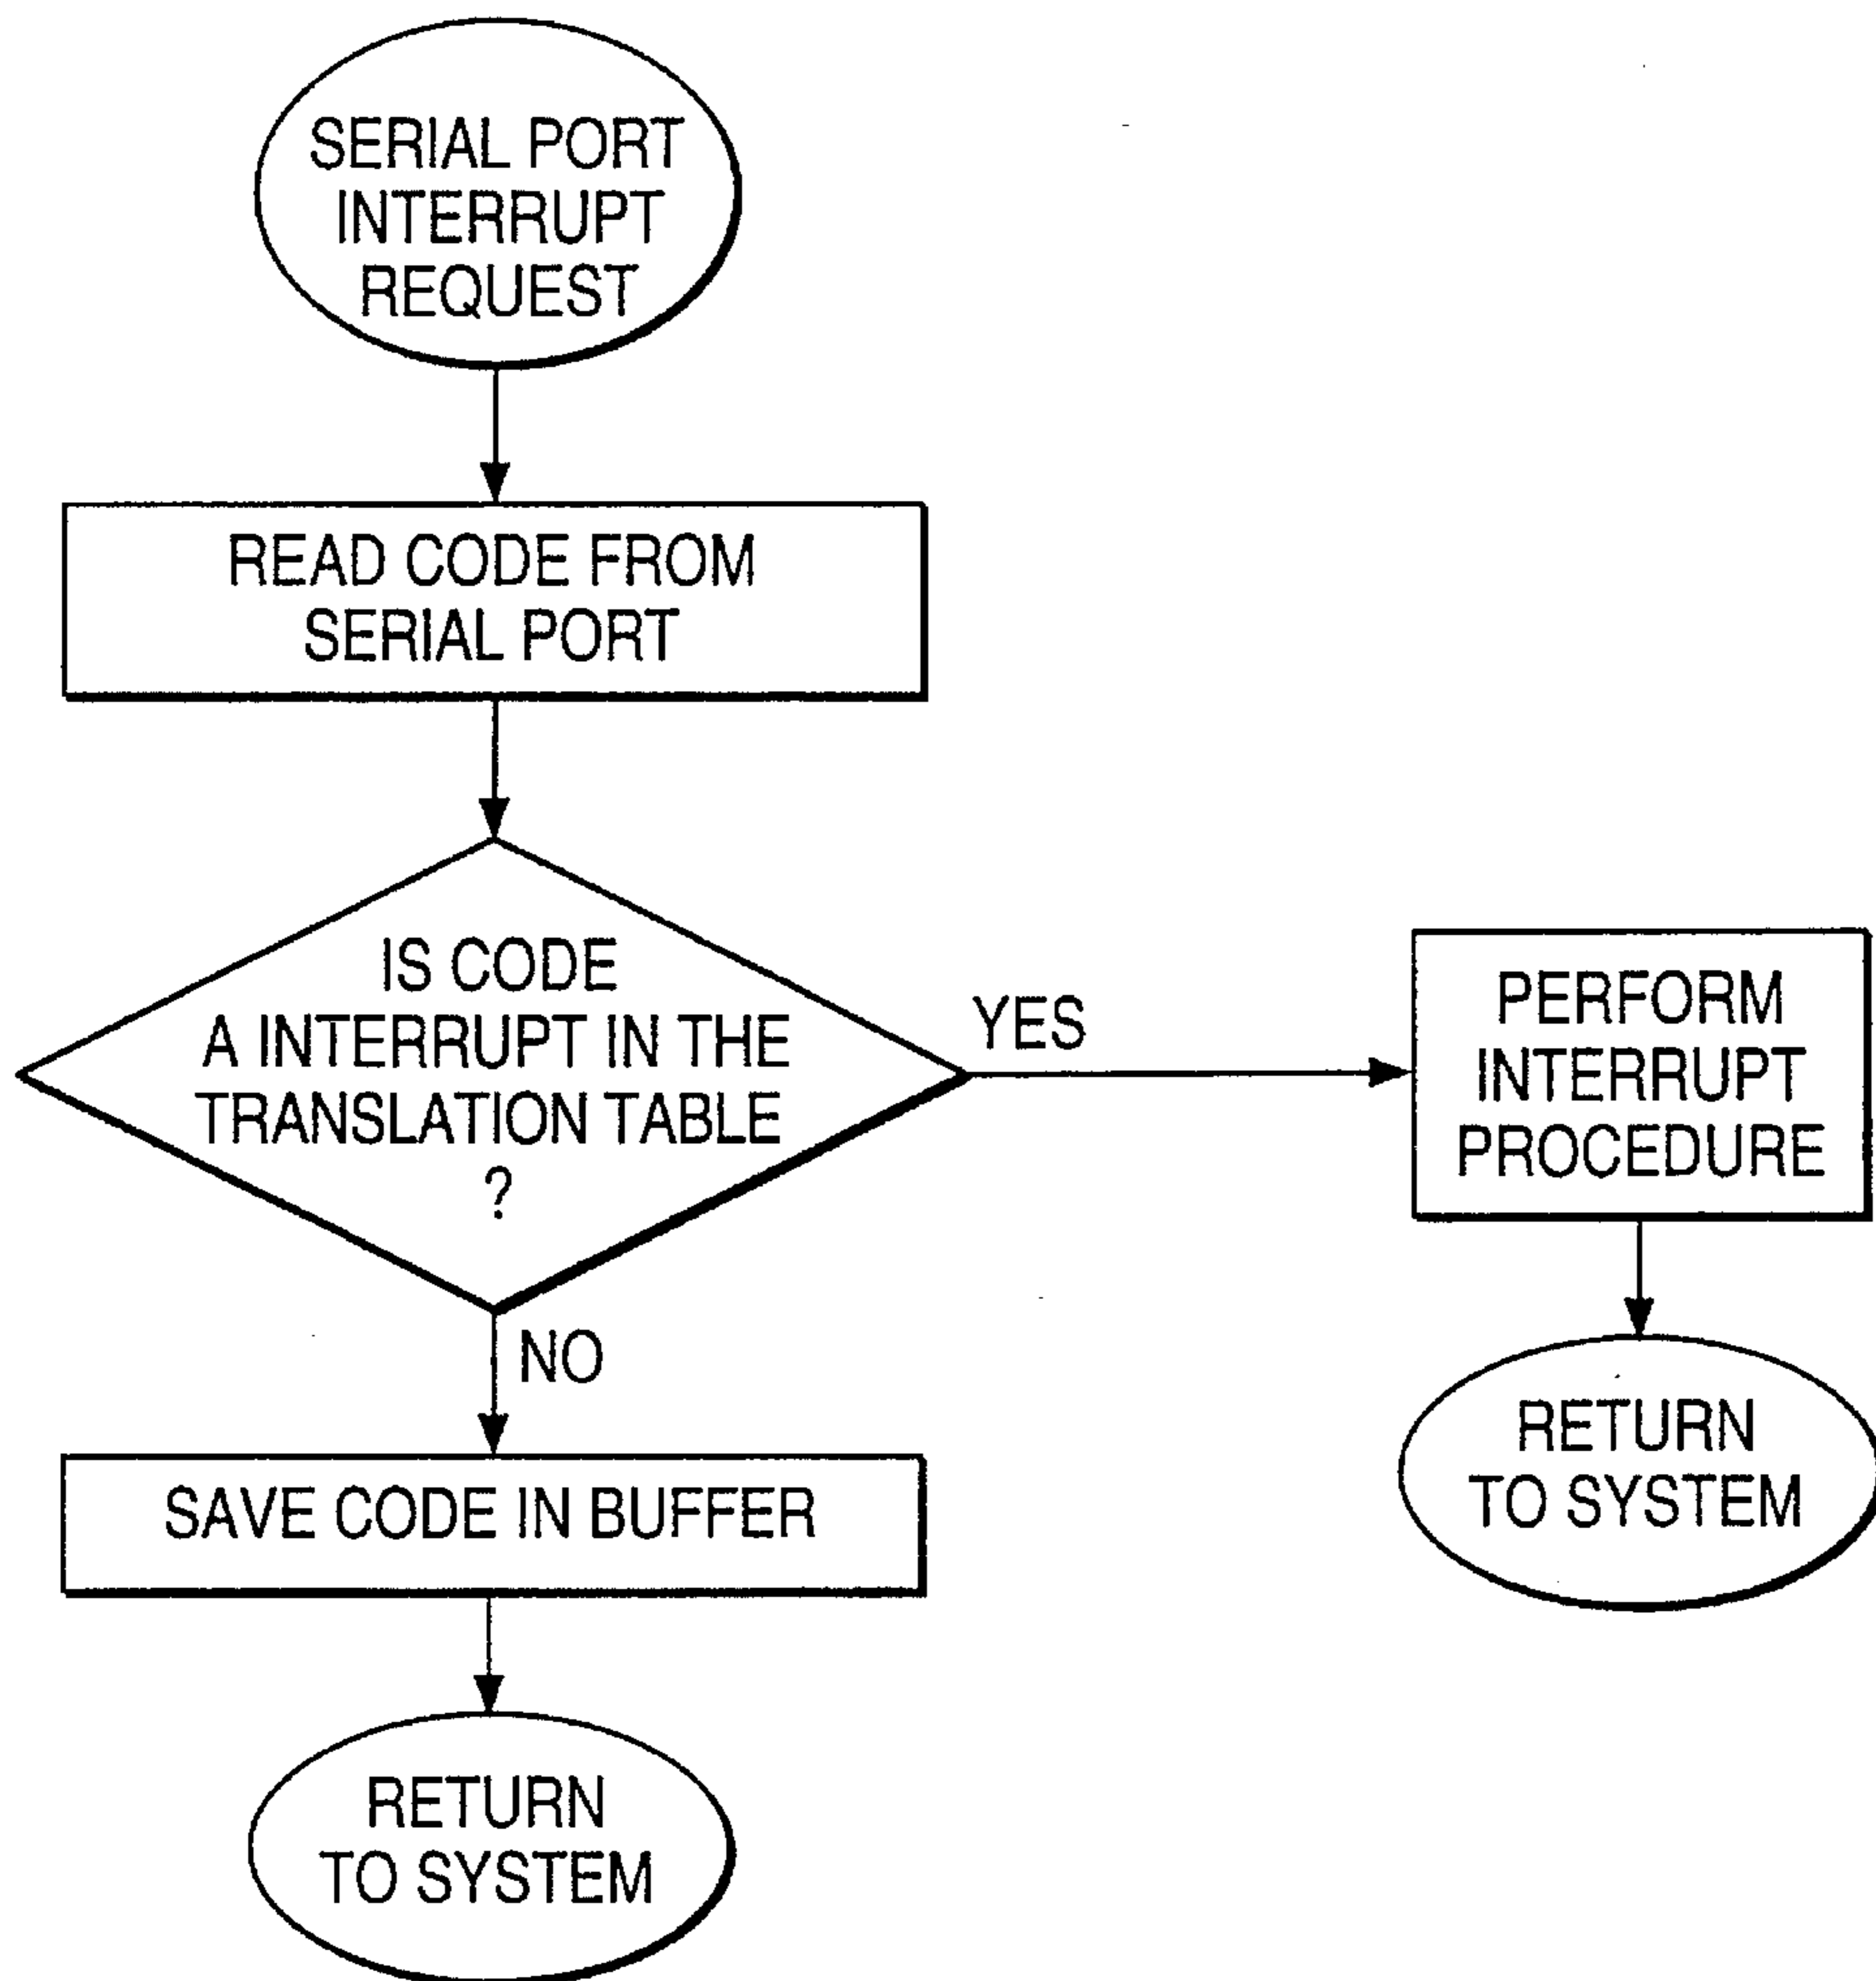 SERIAL PORT
INTERRUPT
REQUEST
READ CODE FROM
SERIAL PORT
IS CODE
A INTERRUPT IN THE
TRANSLATION TABLE
?
YES
PERFORM
INTERRUPT
PROCEDURE
RETURN
TO SYSTEM
NO
SAVE CODE IN BUFFER
RETURN
TO SYSTEM